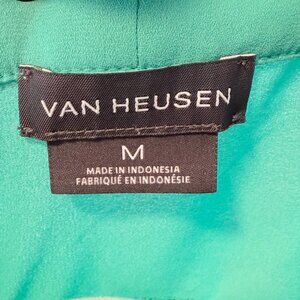 VAN HEUSEN
M
MADE IN INDONESIA
FABRIQUÉ EN INDONÉSIE